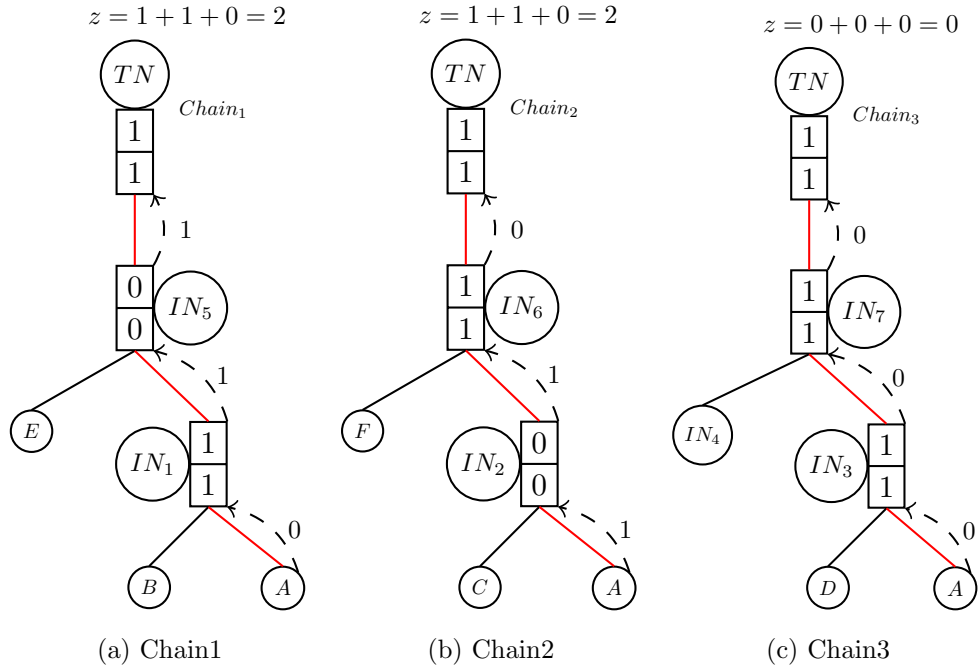 z = 1 + 1 + 0 = 2
TN
Chain₁
1
1
1
0
0
IN₅
1
E
IN₁
1
1
0
B
A
(a) Chain1
z = 1 + 1 + 0 = 2
TN
Chain₂
1
1
0
1
1
IN₆
1
F
IN₂
0
0
1
C
A
(b) Chain2
z = 0 + 0 + 0 = 0
TN
Chain₃
1
1
0
1
1
IN₇
0
IN₄
IN₃
1
1
0
D
A
(c) Chain3